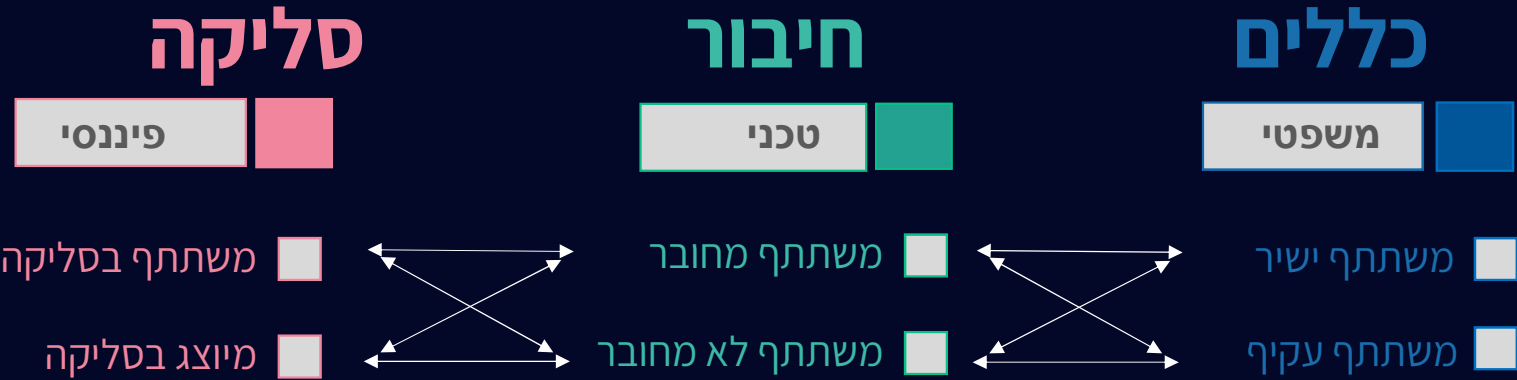 כללים
משפטי
משתתף ישיר
משתתף עקיף
חיבור
טכני
משתתף מחובר
משתתף לא מחובר
סליקה
פיננסי
משתתף בסליקה
מיוצג בסליקה